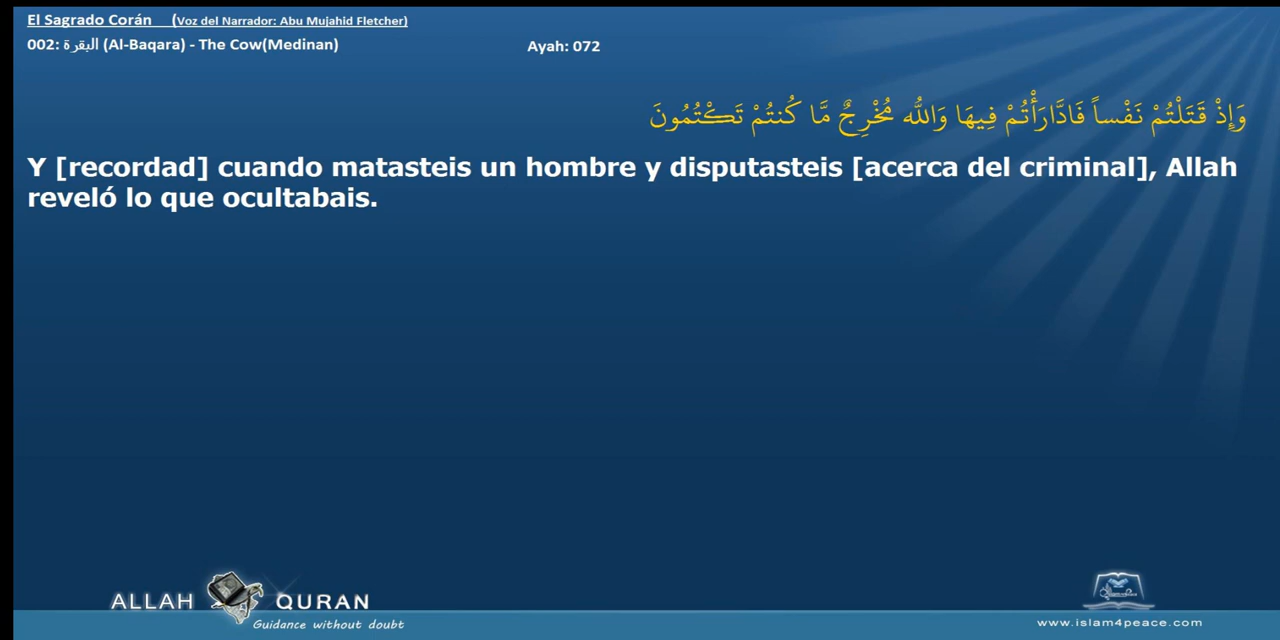 El Sagrado Corán (Voz del Narrador: Abu Mujahid Fletcher)
002: البقرة (Al-Baqara) - The Cow(Medinan) Ayah: 072
وَإِذْ قَتَلْتُمْ نَفْساً فَادَّارَأْتُمْ فِيهَا وَاللّه مُخْرِجٌ مَّا كُنتُمْ تَكْتُمُونَ
Y [recordad] cuando matasteis un hombre y disputasteis [acerca del criminal], Allah
reveló lo que ocultabais.
ALLAH QURAN
Guidance without doubt
www.islam4peace.com